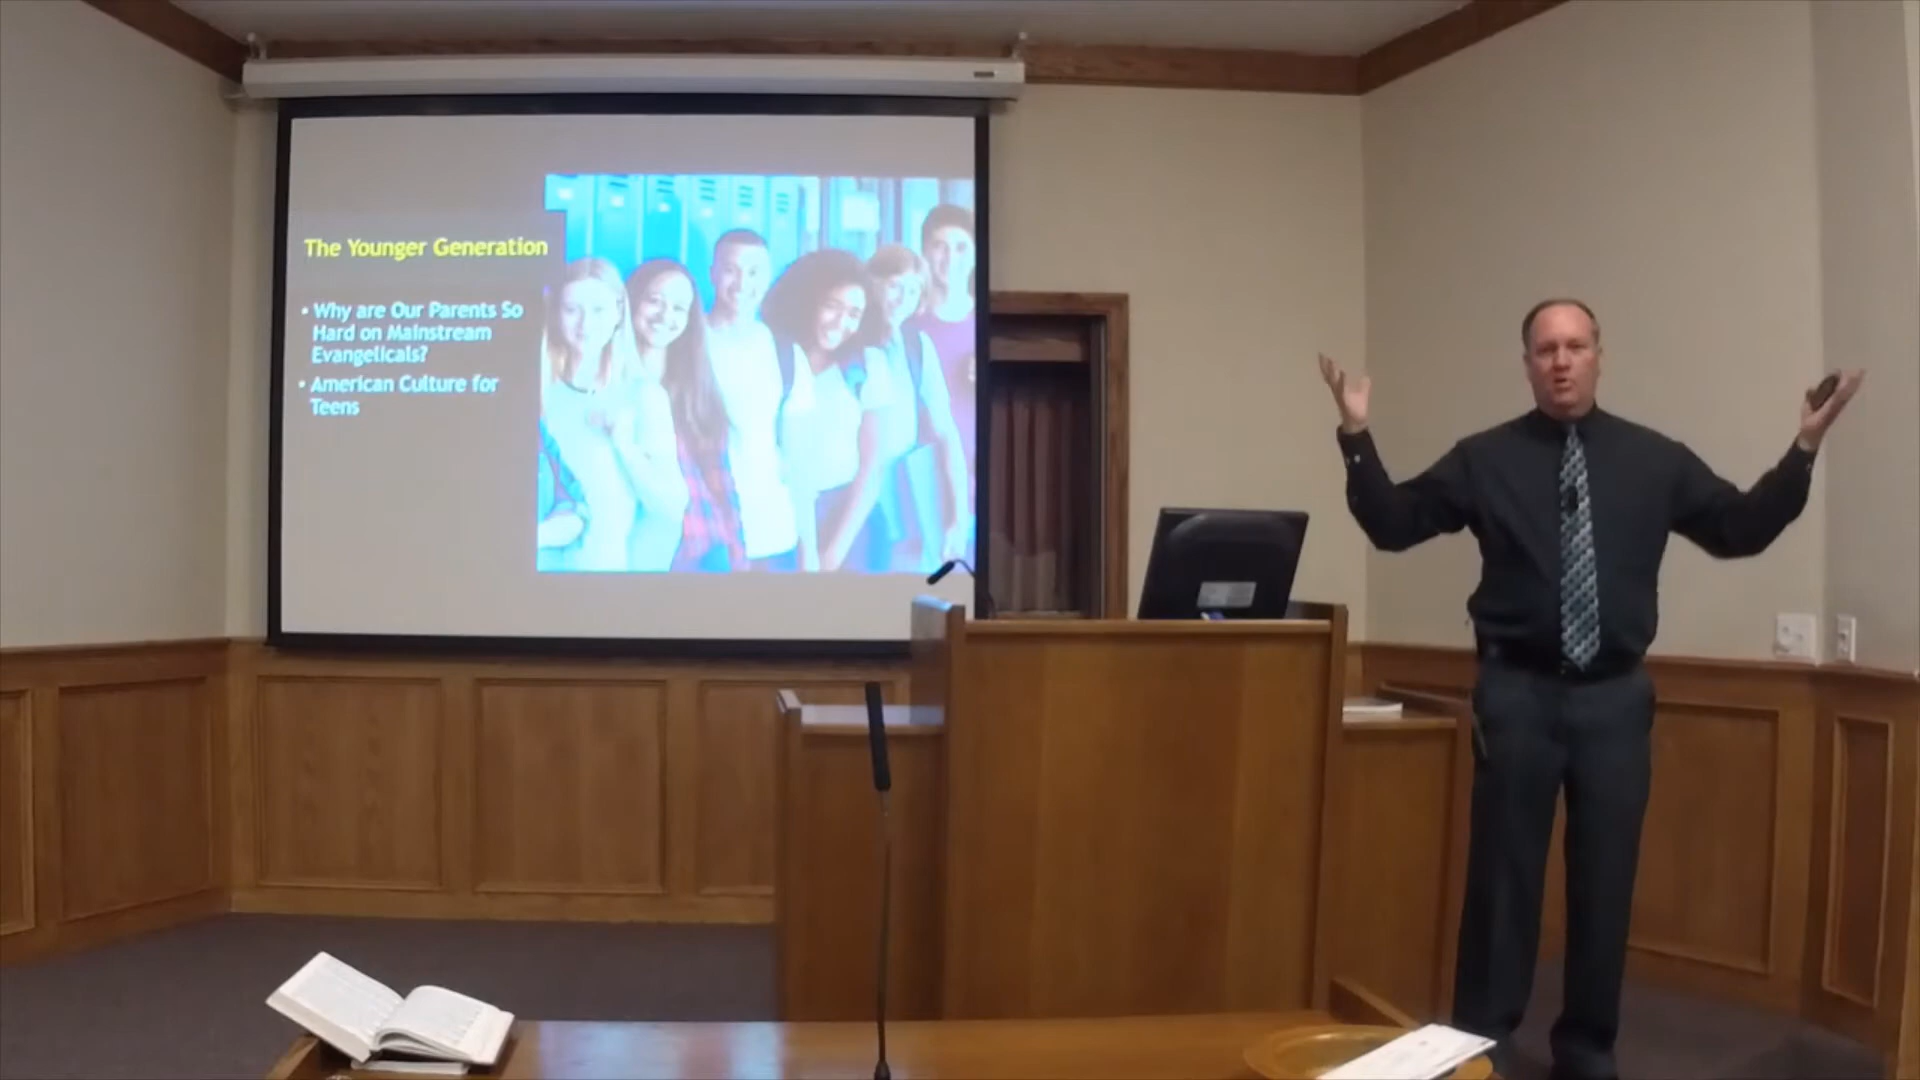 The Younger Generation
• Why are Our Parents So
Hard on Mainstream
Evangelicals?
• American Culture for
Teens